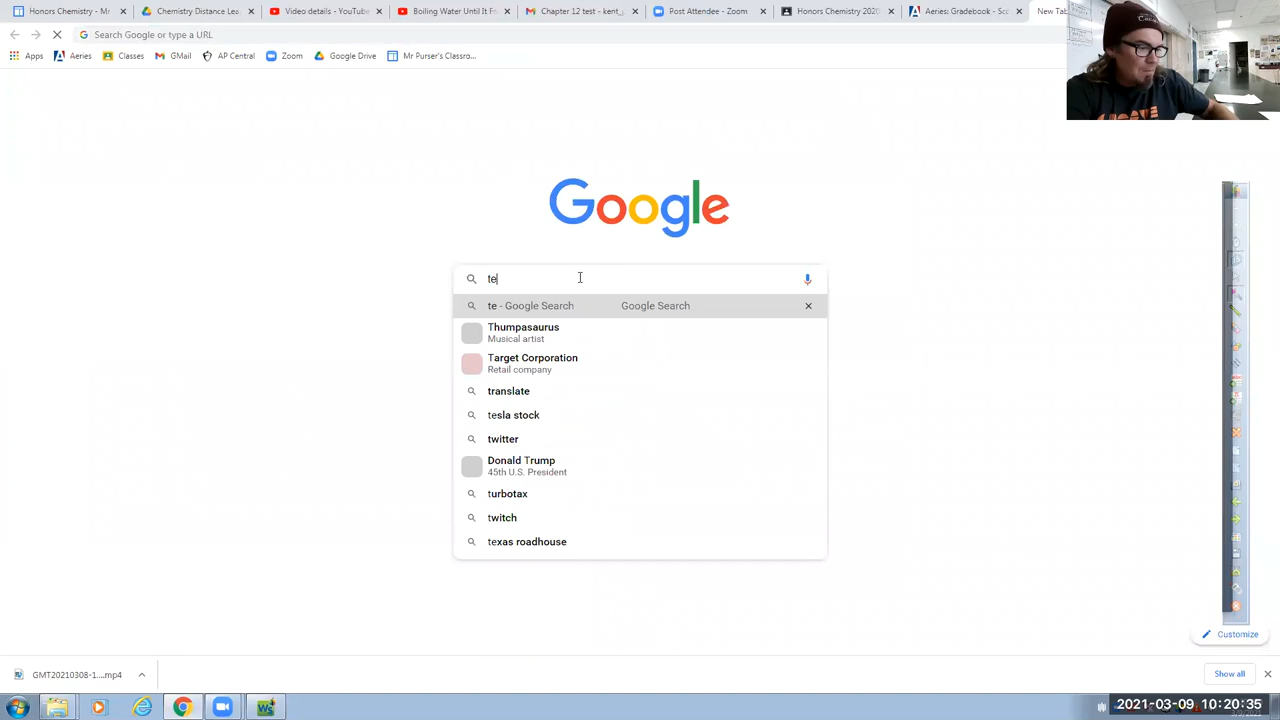 Honors Chemistry - Mr
Chemistry Distance Lea
Video details - YouTube
Boiling Water Until It F
Chapter 12 test - kent_
Post Attendee - Zoom
Honors Chemistry 2020
Aeries: Gradebook - Sc
New Tab
Search Google or type a URL
Apps
Aeries
Classes
GMail
AP Central
Zoom
Google Drive
Mr Purser's Classro...
Google
te
te - Google Search Google Search
Thumpasaurus
Musical artist
Target Corporation
Retail company
translate
tesla stock
twitter
Donald Trump
45th U.S. President
turbotax
twitch
texas roadhouse
Customize
GMT20210308-1....mp4
Show all
2021-03-09 10:20:35